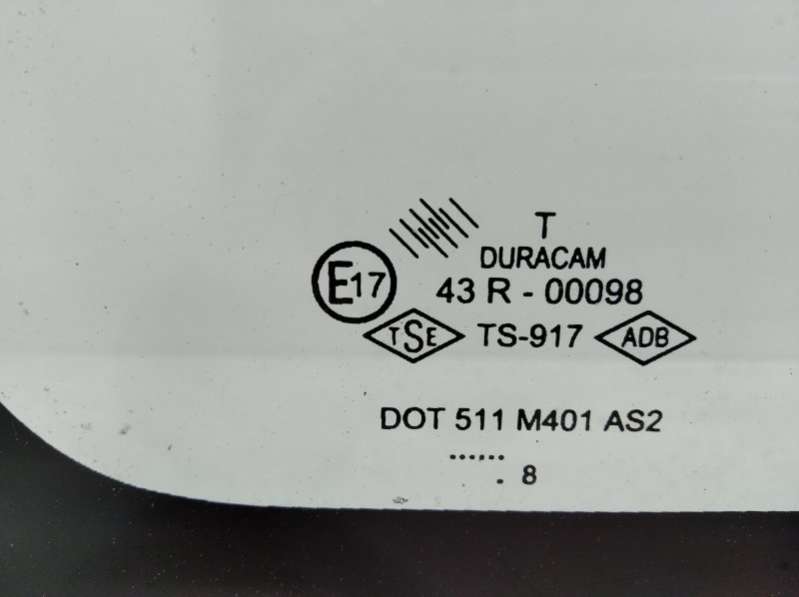 T
DURACAM
E17 43 R - 00098
TSE TS-917 ADB
DOT 511 M401 AS2
......
. 8